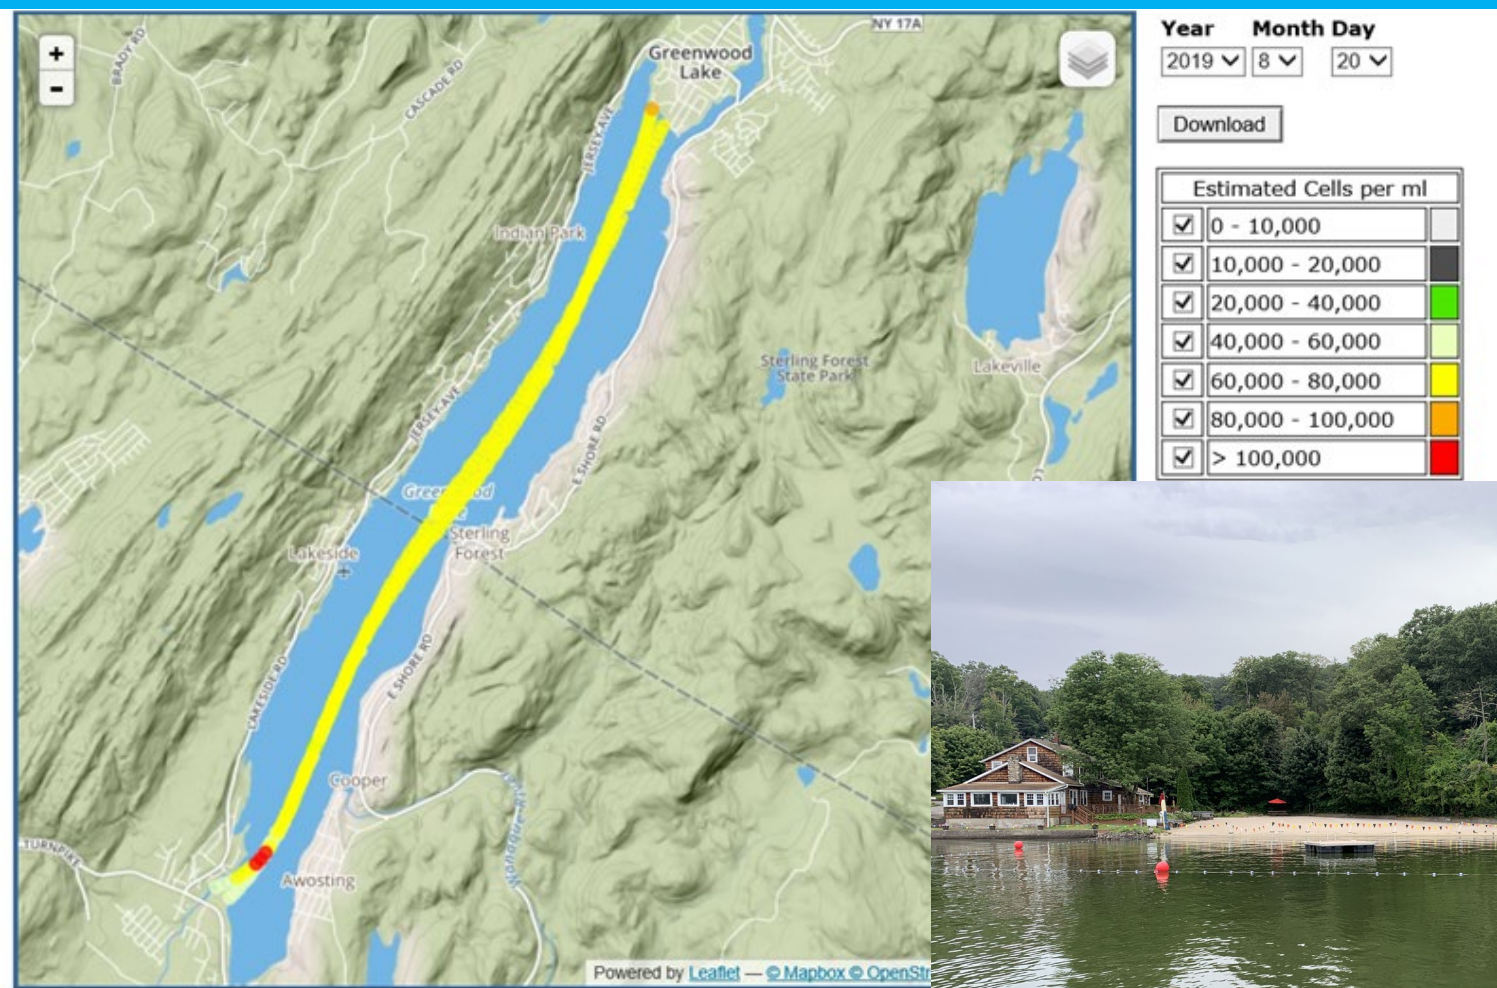 NY 17A
Greenwood
Lake
BRADY RD
CASCADE RD
JERSEY AVE
Indian Park
Sterling Forest
State Park
Lakeville
JERSEY AVE
E SHORE RD
Sterling
Forest
Lakeside
LAKESIDE RD
E SHORE RD
Cooper
TURNPIKE
Awosting
Powered by Leaflet — © Mapbox © OpenStr
+
-
Year Month Day
2019 8 20
Download
Estimated Cells per ml
0 - 10,000
10,000 - 20,000
20,000 - 40,000
40,000 - 60,000
60,000 - 80,000
80,000 - 100,000
> 100,000